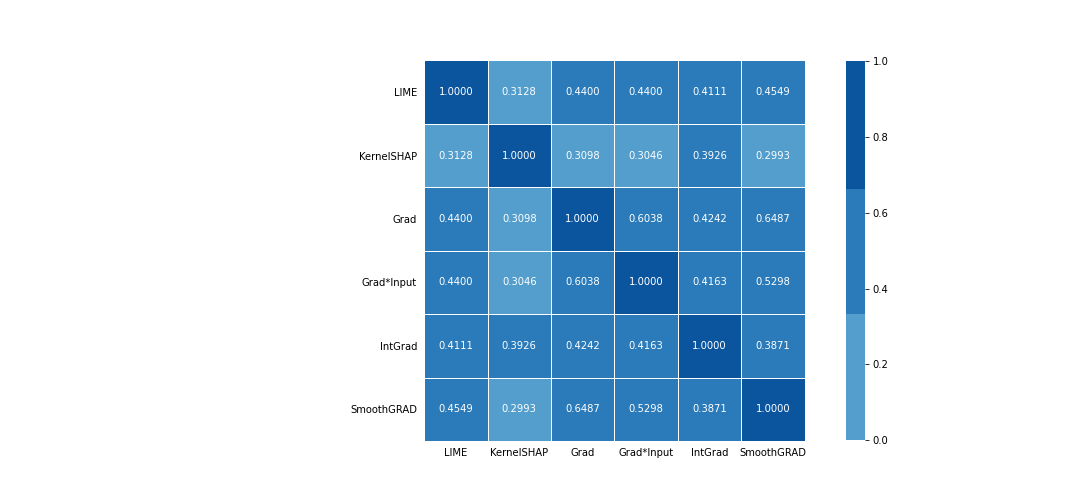 1.0
LIME 1.0000 0.3128 0.4400 0.4400 0.4111 0.4549
0.8
KernelSHAP 0.3128 1.0000 0.3098 0.3046 0.3926 0.2993
Grad 0.4400 0.3098 1.0000 0.6038 0.4242 0.6487
0.6
Grad*Input 0.4400 0.3046 0.6038 1.0000 0.4163 0.5298
0.4
IntGrad 0.4111 0.3926 0.4242 0.4163 1.0000 0.3871
0.2
SmoothGRAD 0.4549 0.2993 0.6487 0.5298 0.3871 1.0000
0.0
LIME KernelSHAP Grad Grad*Input IntGrad SmoothGRAD